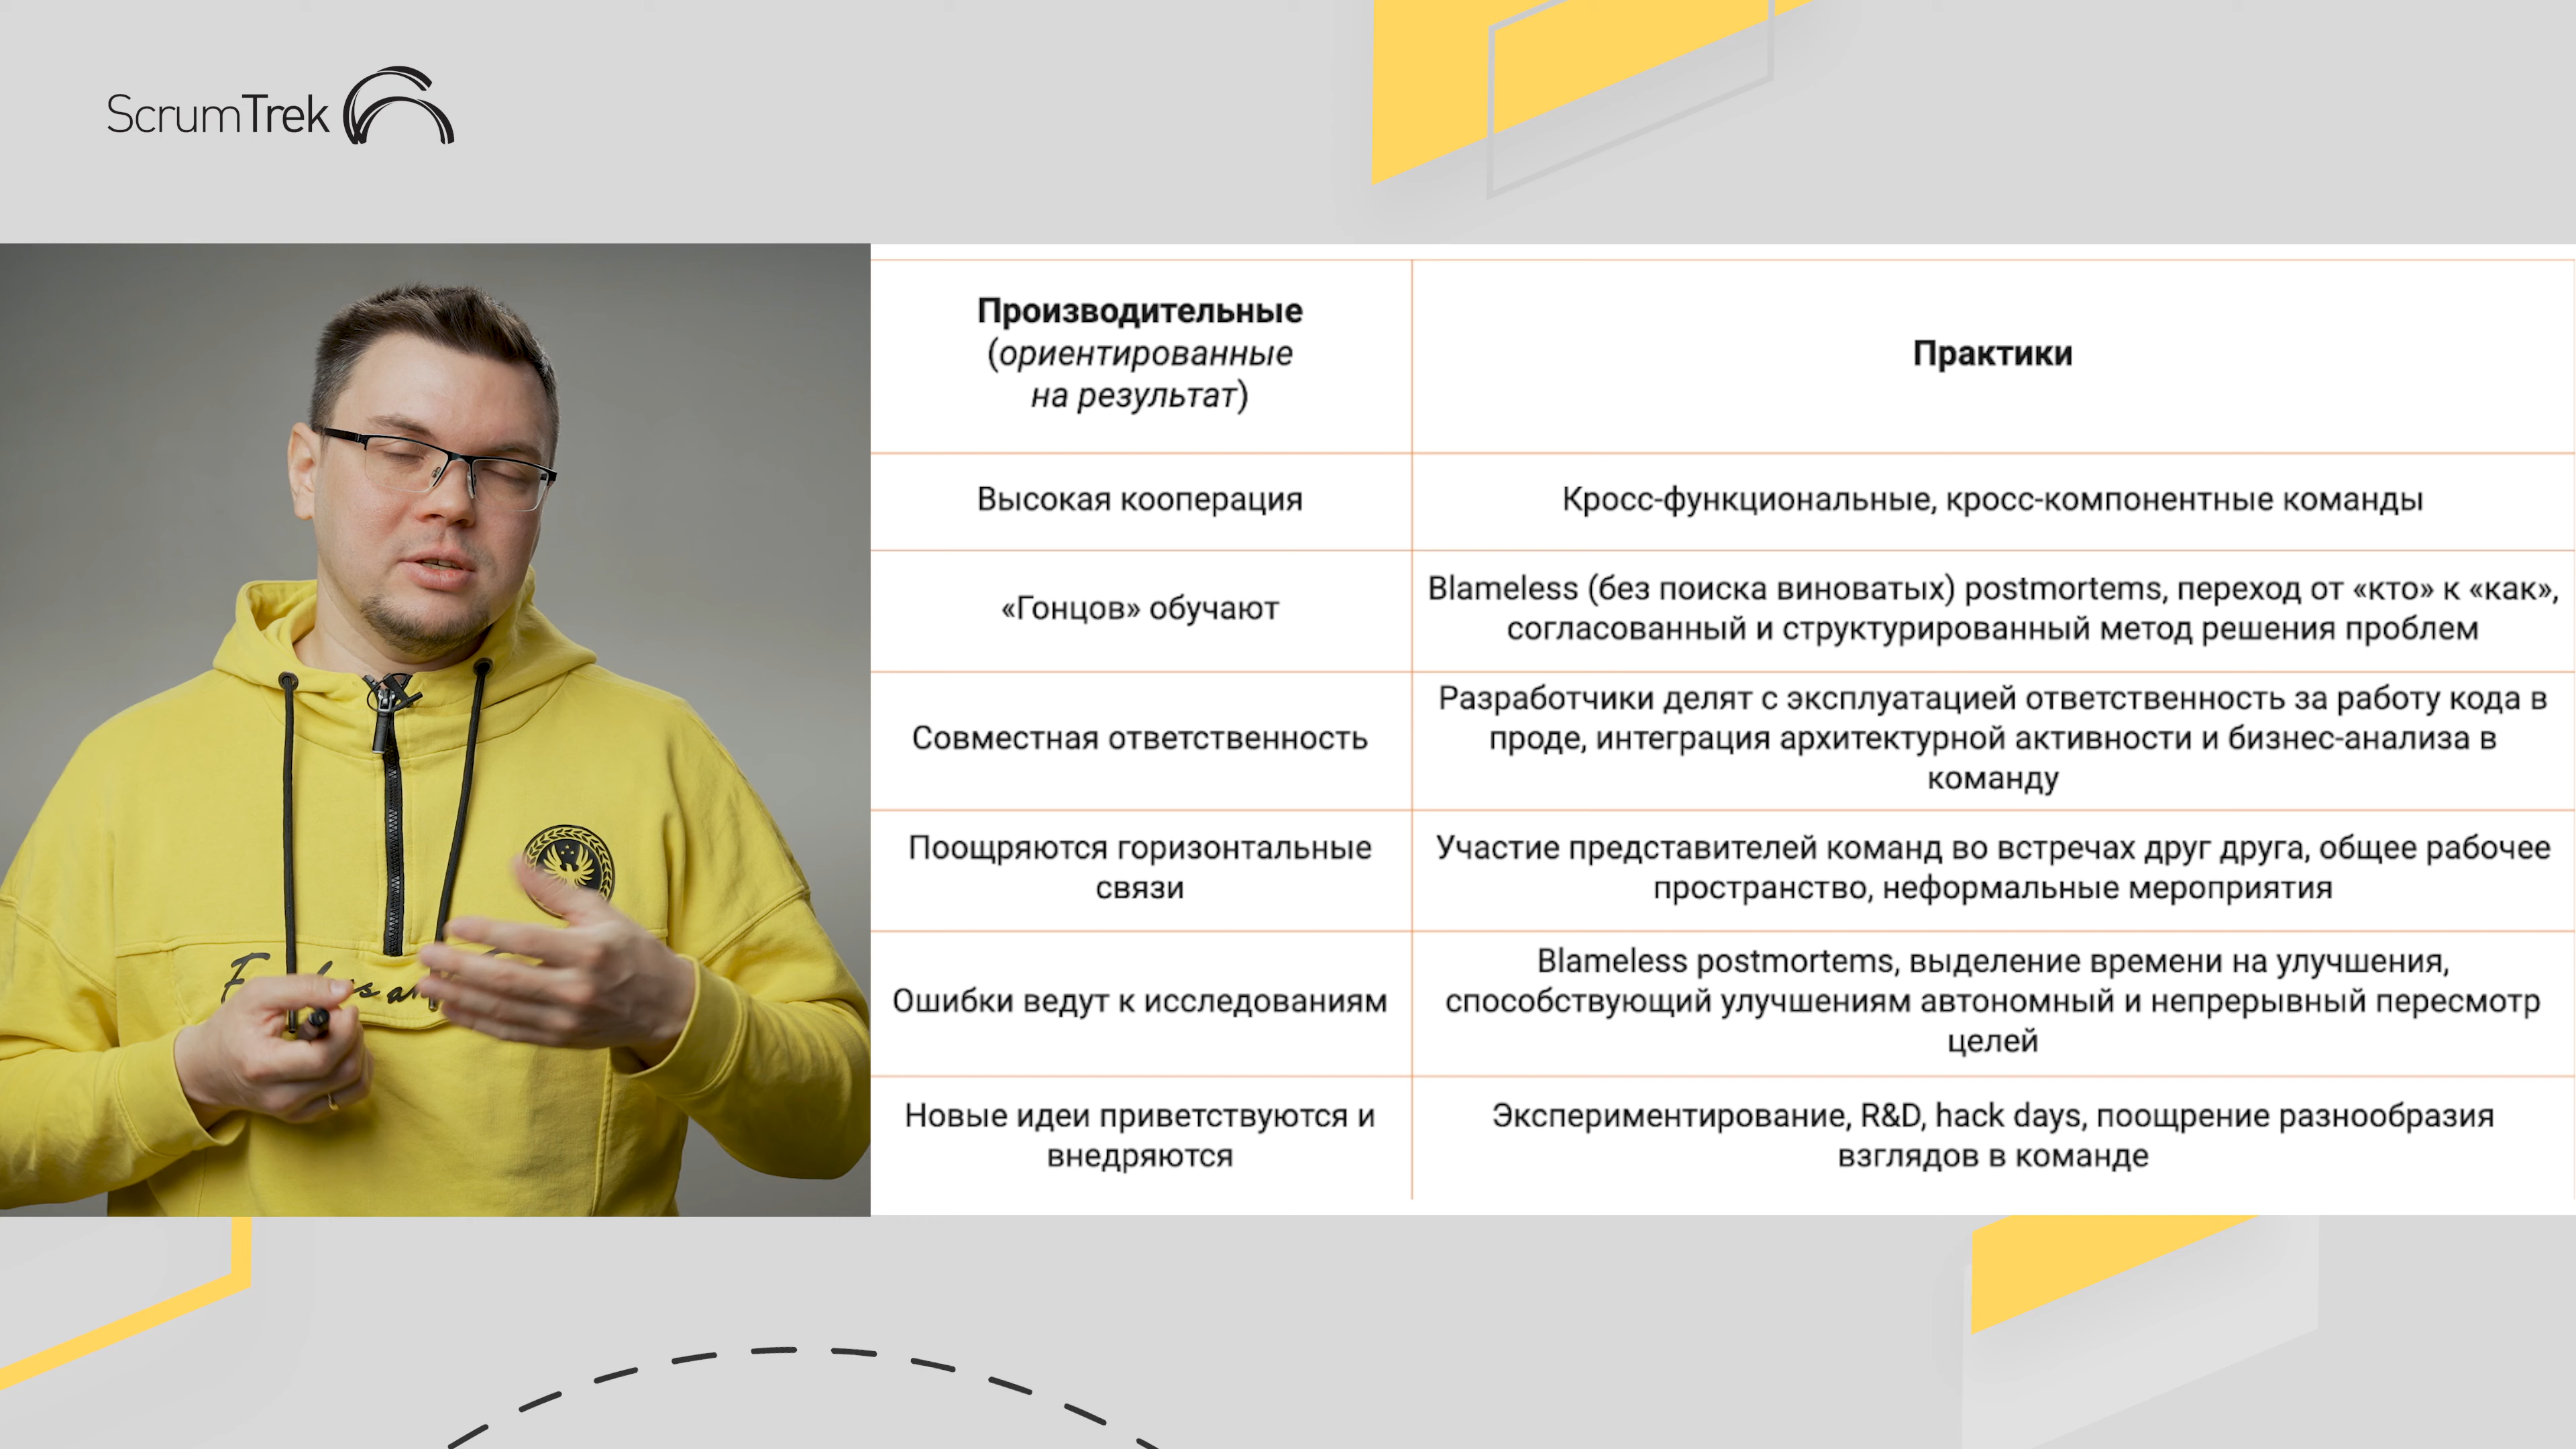 ScrumTrek
Производительные
(ориентированные
на результат)
Практики
Высокая кооперация
Кросс-функциональные, кросс-компонентные команды
«Гонцов» обучают
Blameless (без поиска виноватых) postmortems, переход от «кто» к «как»,
согласованный и структурированный метод решения проблем
Совместная ответственность
Разработчики делят с эксплуатацией ответственность за работу кода в
проде, интеграция архитектурной активности и бизнес-анализа в
команду
Поощряются горизонтальные
связи
Участие представителей команд во встречах друг друга, общее рабочее
пространство, неформальные мероприятия
Ошибки ведут к исследованиям
Blameless postmortems, выделение времени на улучшения,
способствующий улучшениям автономный и непрерывный пересмотр
целей
Новые идеи приветствуются и
внедряются
Экспериментирование, R&D, hack days, поощрение разнообразия
взглядов в команде